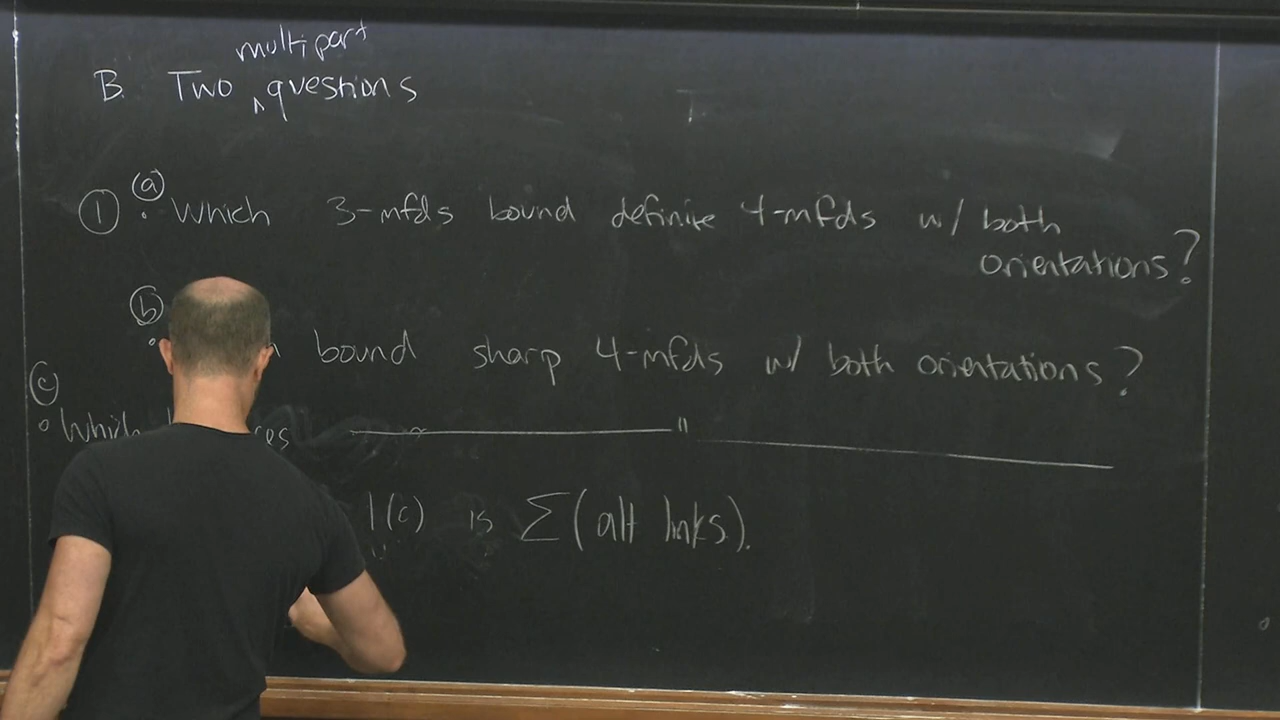 B. Two multipart questions
① (a) • Which 3-mfds bound definite 4-mfds w/ both
orientations?
(b) • bound sharp 4-mfds w/ both orientations?
(c)
• Which —— " ——
1(c) is Σ(alt links).